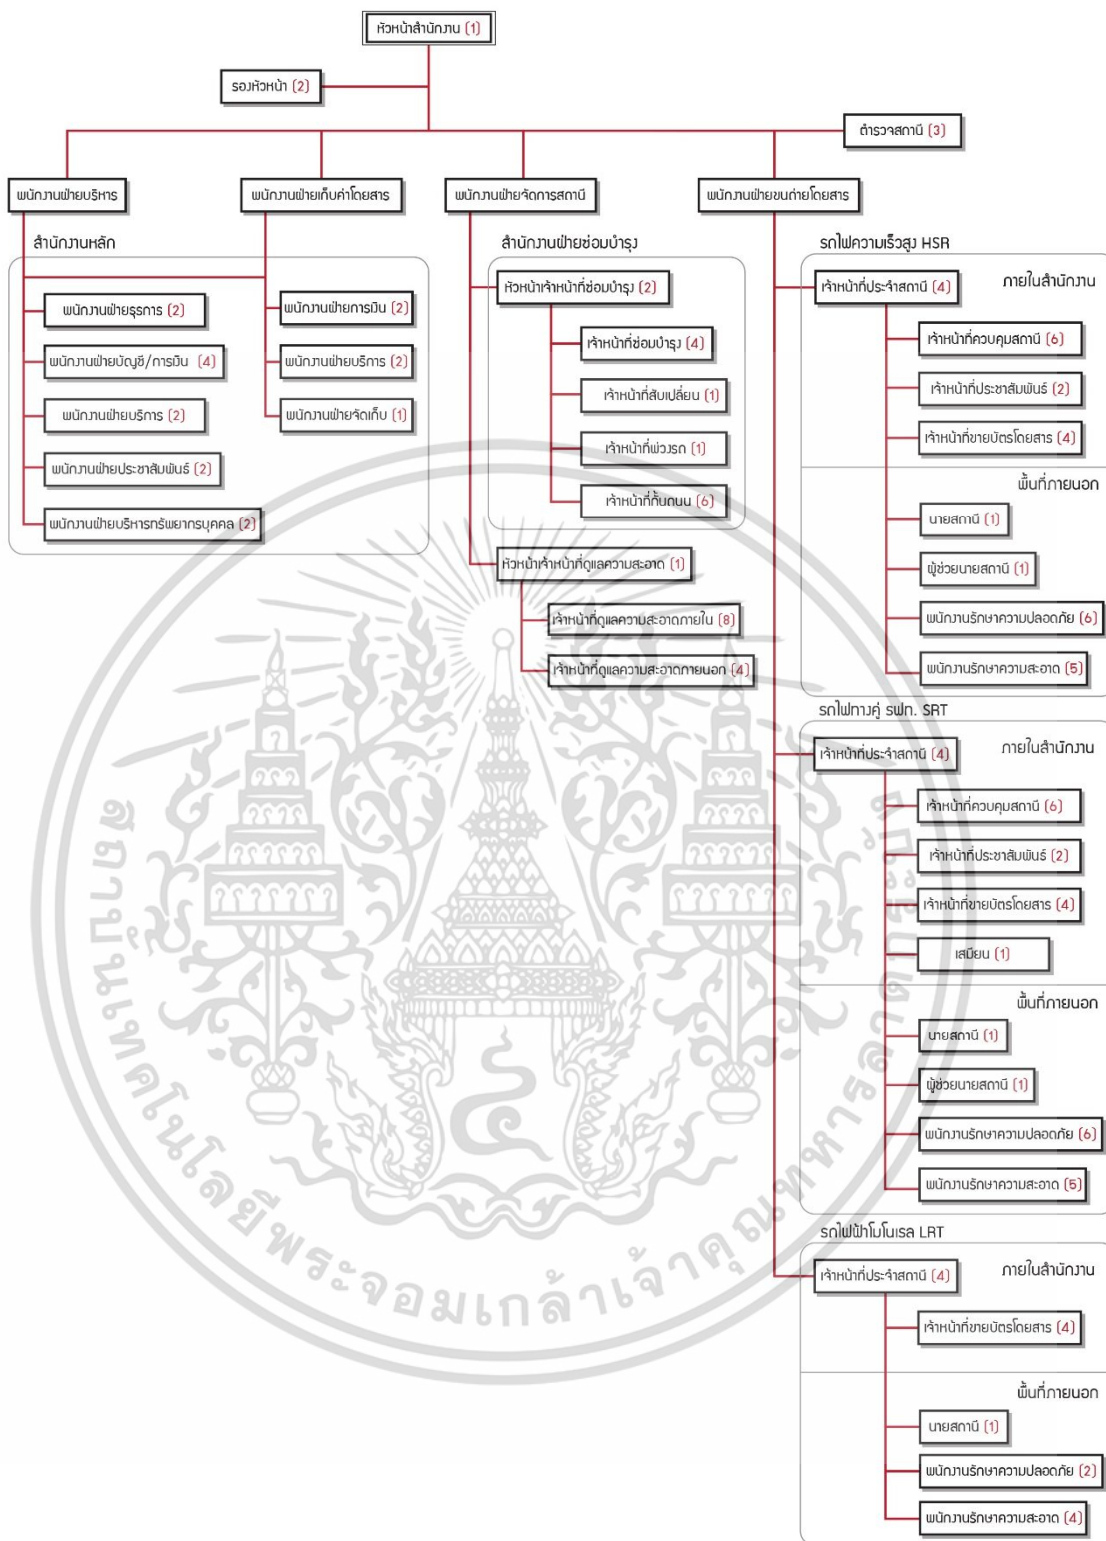 หัวหน้าสำนักงาน (1)
รองหัวหน้า (2)
ตำรวจสถานี (3)
พนักงานฝ่ายบริหาร
พนักงานฝ่ายเก็บค่าโดยสาร
พนักงานฝ่ายจัดการสถานี
พนักงานฝ่ายขนถ่ายโดยสาร
สำนักงานหลัก
พนักงานฝ่ายธุรการ (2)
พนักงานฝ่ายบัญชี/การเงิน (4)
พนักงานฝ่ายบริการ (2)
พนักงานฝ่ายประชาสัมพันธ์ (2)
พนักงานฝ่ายบริหารทรัพยากรบุคคล (2)
พนักงานฝ่ายการเงิน (2)
พนักงานฝ่ายบริการ (2)
พนักงานฝ่ายจัดเก็บ (1)
สำนักงานฝ่ายซ่อมบำรุง
หัวหน้าเจ้าหน้าที่ซ่อมบำรุง (2)
เจ้าหน้าที่ซ่อมบำรุง (4)
เจ้าหน้าที่สับเปลี่ยน (1)
เจ้าหน้าที่พ่วงรถ (1)
เจ้าหน้าที่กั้นถนน (6)
หัวหน้าเจ้าหน้าที่ดูแลความสะอาด (1)
เจ้าหน้าที่ดูแลความสะอาดภายใน (8)
เจ้าหน้าที่ดูแลความสะอาดภายนอก (4)
รถไฟความเร็วสูง HSR
เจ้าหน้าที่ประจำสถานี (4)
ภายในสำนักงาน
เจ้าหน้าที่ควบคุมสถานี (6)
เจ้าหน้าที่ประชาสัมพันธ์ (2)
เจ้าหน้าที่ขายบัตรโดยสาร (4)
พื้นที่ภายนอก
นายสถานี (1)
ผู้ช่วยนายสถานี (1)
พนักงานรักษาความปลอดภัย (6)
พนักงานรักษาความสะอาด (5)
รถไฟทางคู่ รฟท. SRT
เจ้าหน้าที่ประจำสถานี (4)
ภายในสำนักงาน
เจ้าหน้าที่ควบคุมสถานี (6)
เจ้าหน้าที่ประชาสัมพันธ์ (2)
เจ้าหน้าที่ขายบัตรโดยสาร (4)
เสมียน (1)
พื้นที่ภายนอก
นายสถานี (1)
ผู้ช่วยนายสถานี (1)
พนักงานรักษาความปลอดภัย (6)
พนักงานรักษาความสะอาด (5)
รถไฟฟ้าโมโนเรล LRT
เจ้าหน้าที่ประจำสถานี (4)
ภายในสำนักงาน
เจ้าหน้าที่ขายบัตรโดยสาร (4)
พื้นที่ภายนอก
นายสถานี (1)
พนักงานรักษาความปลอดภัย (2)
พนักงานรักษาความสะอาด (4)
สถาบันเทคโนโลยีพระจอมเกล้าเจ้าคุณทหารลาดกระบัง